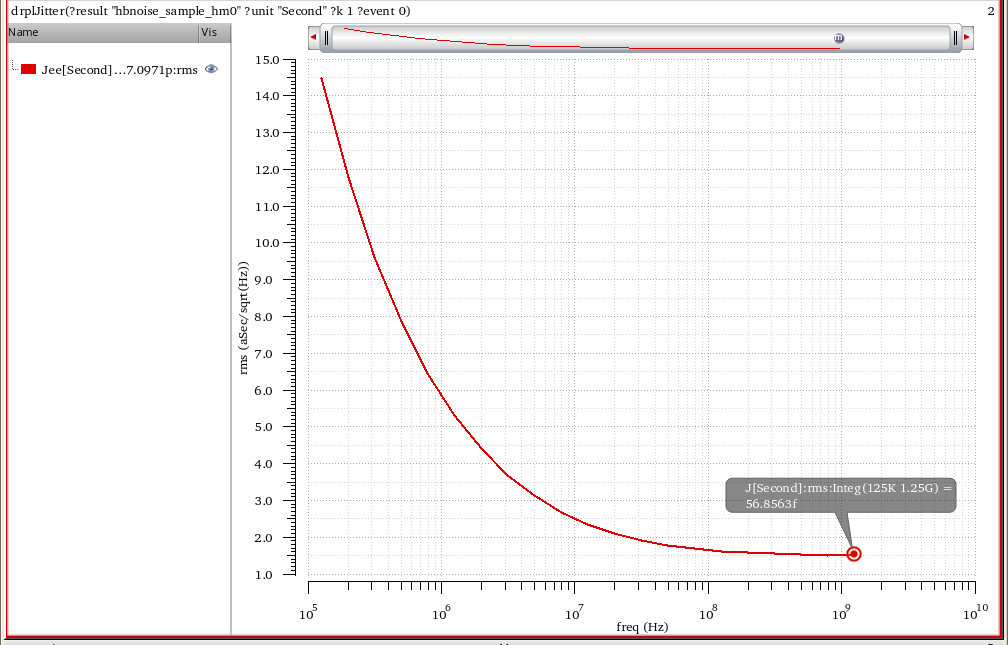 drplJitter(?result "hbnoise_sample_hm0" ?unit "Second" ?k 1 ?event 0)
2
Name Vis
Jee[Second]...7.0971p:rms
m
15.0
14.0
13.0
12.0
11.0
10.0
9.0
8.0
7.0
6.0
5.0
4.0
3.0
2.0
1.0
rms (aSec/sqrt(Hz))
J[Second]:rms:Integ(125K 1.25G) =
56.8563f
10^5 10^6 10^7 10^8 10^9 10^10
freq (Hz)